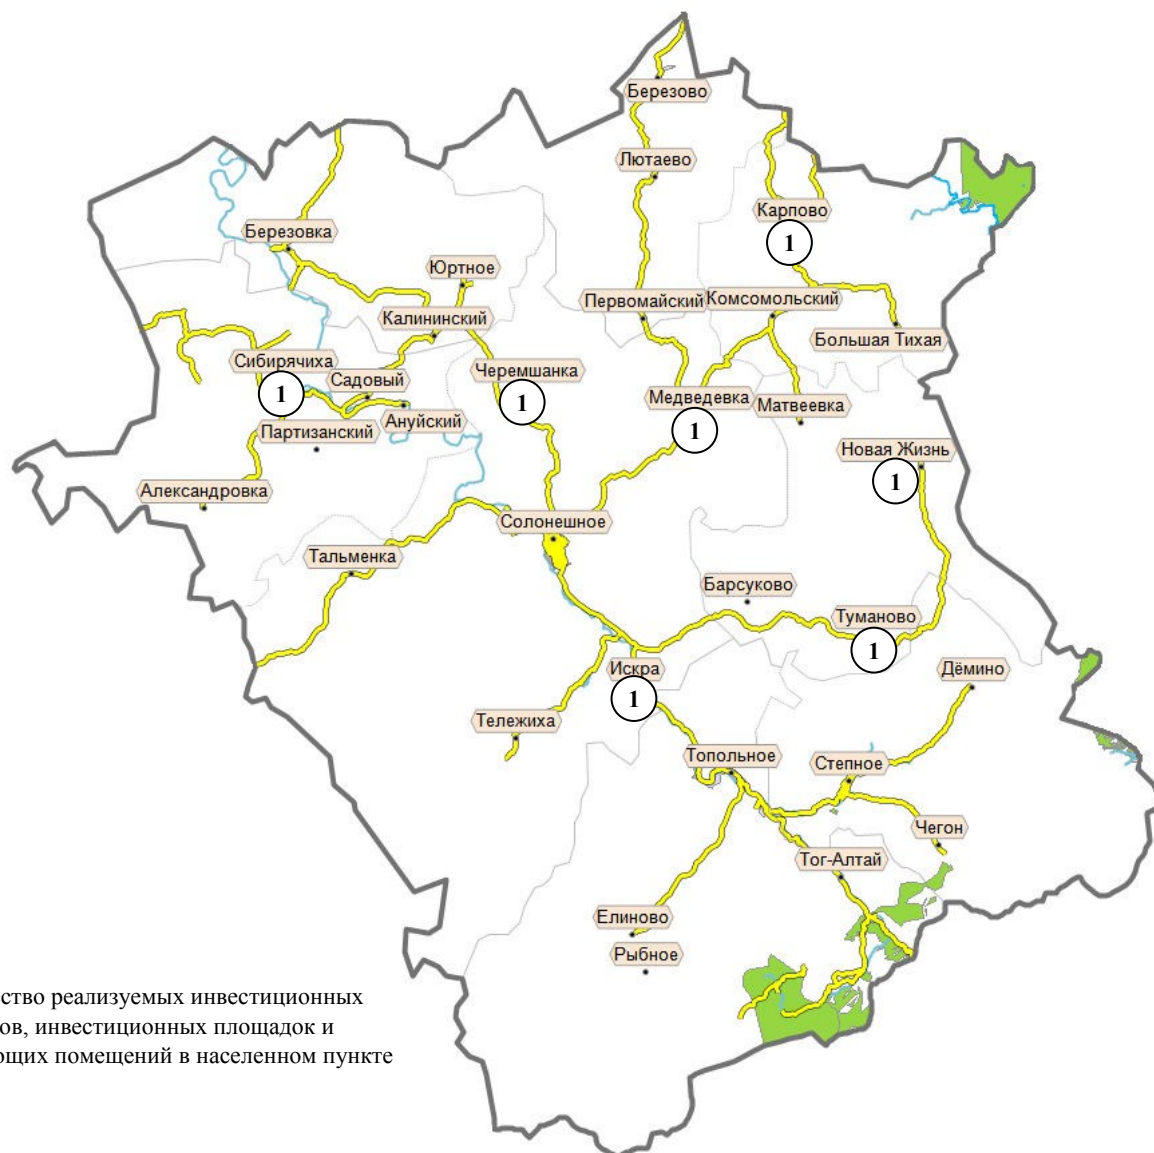 Березово
Лютаево
Карпово
1
Березовка
Юртное
Первомайский
Комсомольский
Калининский
Большая Тихая
Сибирячиха
1
Садовый
Черемшанка
1
Медведевка
1
Матвеевка
Ануйский
Партизанский
Новая Жизнь
1
Александровка
Солонешное
Тальменка
Барсуково
Туманово
1
Искра
1
Дёмино
Тележиха
Топольное
Степное
Чегон
Тог-Алтай
Елиново
Рыбное
ство реализуемых инвестиционных
ов, инвестиционных площадок и
ющих помещений в населенном пункте